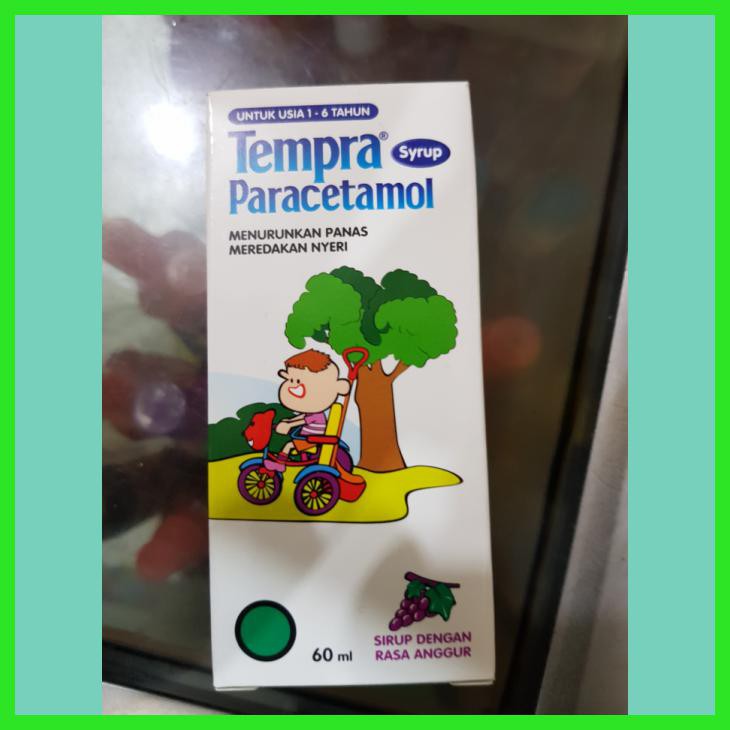 UNTUK USIA 1 - 6 TAHUN
Tempra® Syrup
Paracetamol
MENURUNKAN PANAS
MEREDAKAN NYERI
60 ml
SIRUP DENGAN
RASA ANGGUR